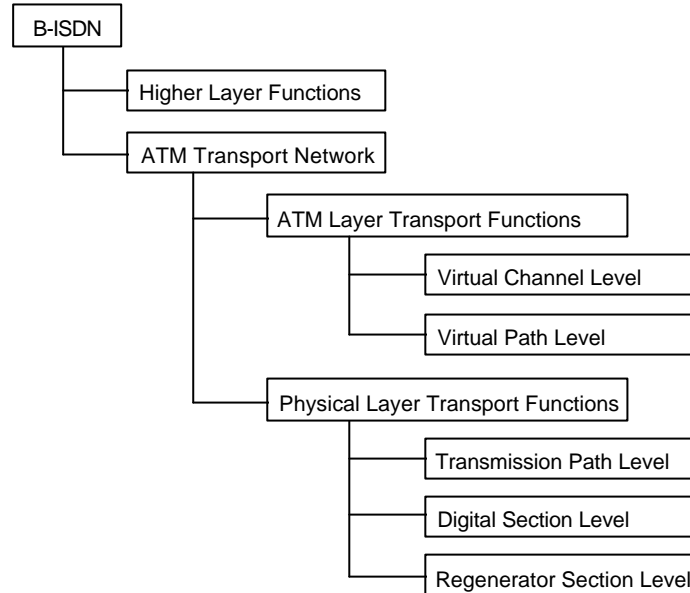 B-ISDN
Higher Layer Functions
ATM Transport Network
ATM Layer Transport Functions
Virtual Channel Level
Virtual Path Level
Physical Layer Transport Functions
Transmission Path Level
Digital Section Level
Regenerator Section Level